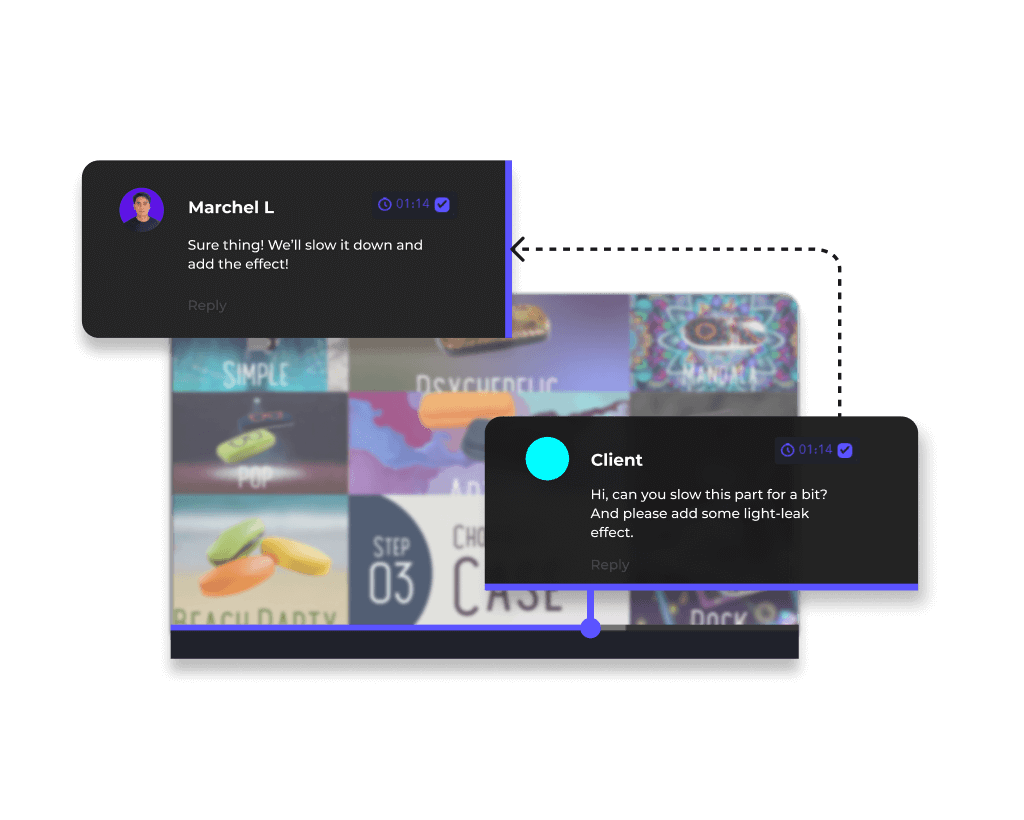 Marchel L
01:14
Sure thing! We’ll slow it down and
add the effect!
Reply
SIMPLE
PSYCHEDELIC
MANDALA
POP
Client
01:14
Hi, can you slow this part for a bit?
And please add some light-leak
effect.
Reply
STEP
03
CASE
BEACH PARTY
ROCK